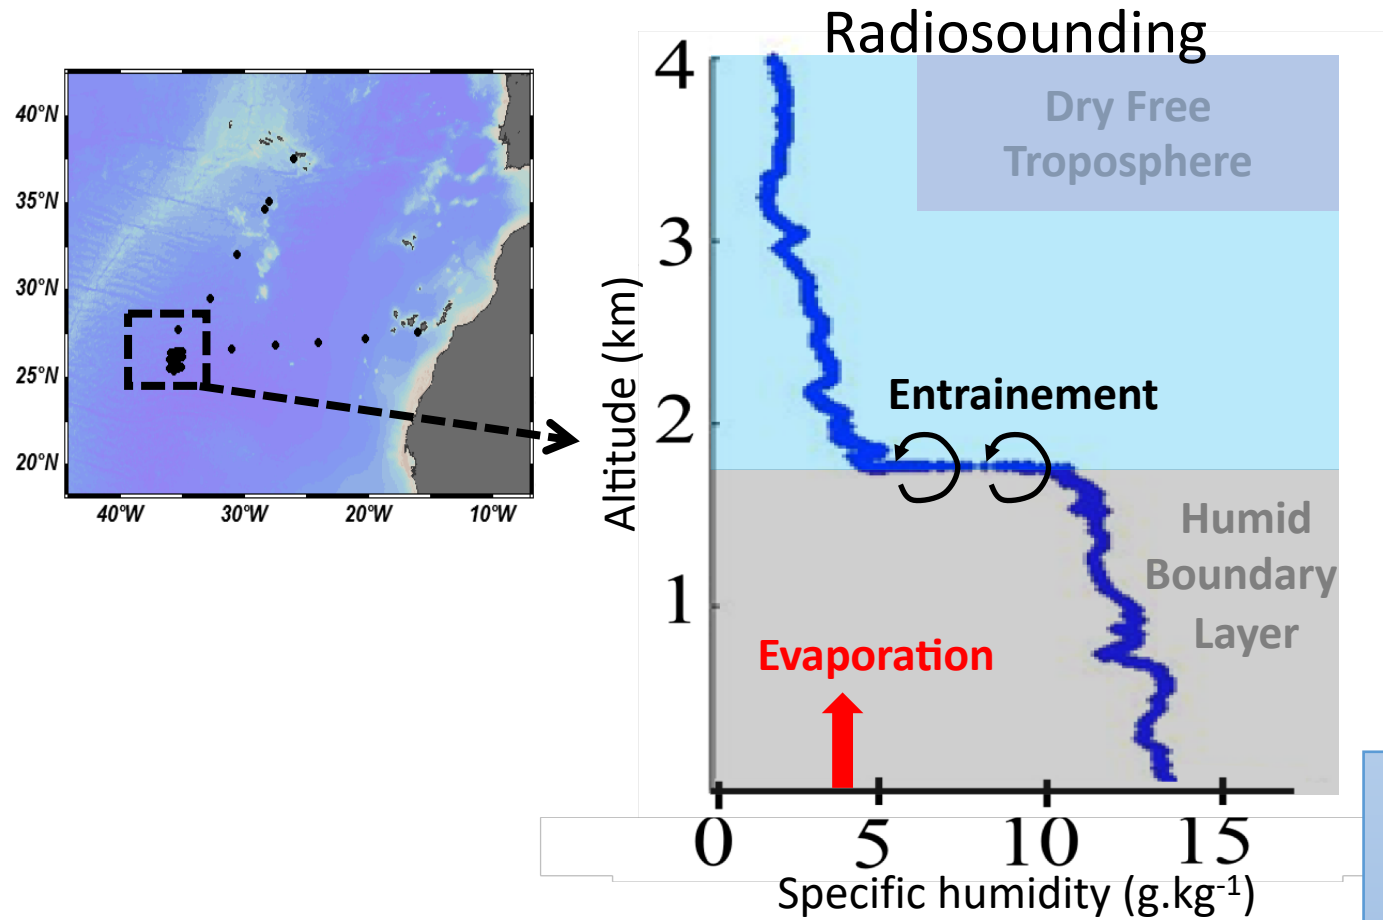 Radiosounding
40°N
35°N
30°N
25°N
20°N
40°W
30°W
20°W
10°W
Altitude (km)
4
3
2
1
Dry Free
Troposphere
Entrainement
Humid
Boundary
Layer
Evaporation
0
5
10
15
Specific humidity (g.kg⁻¹)